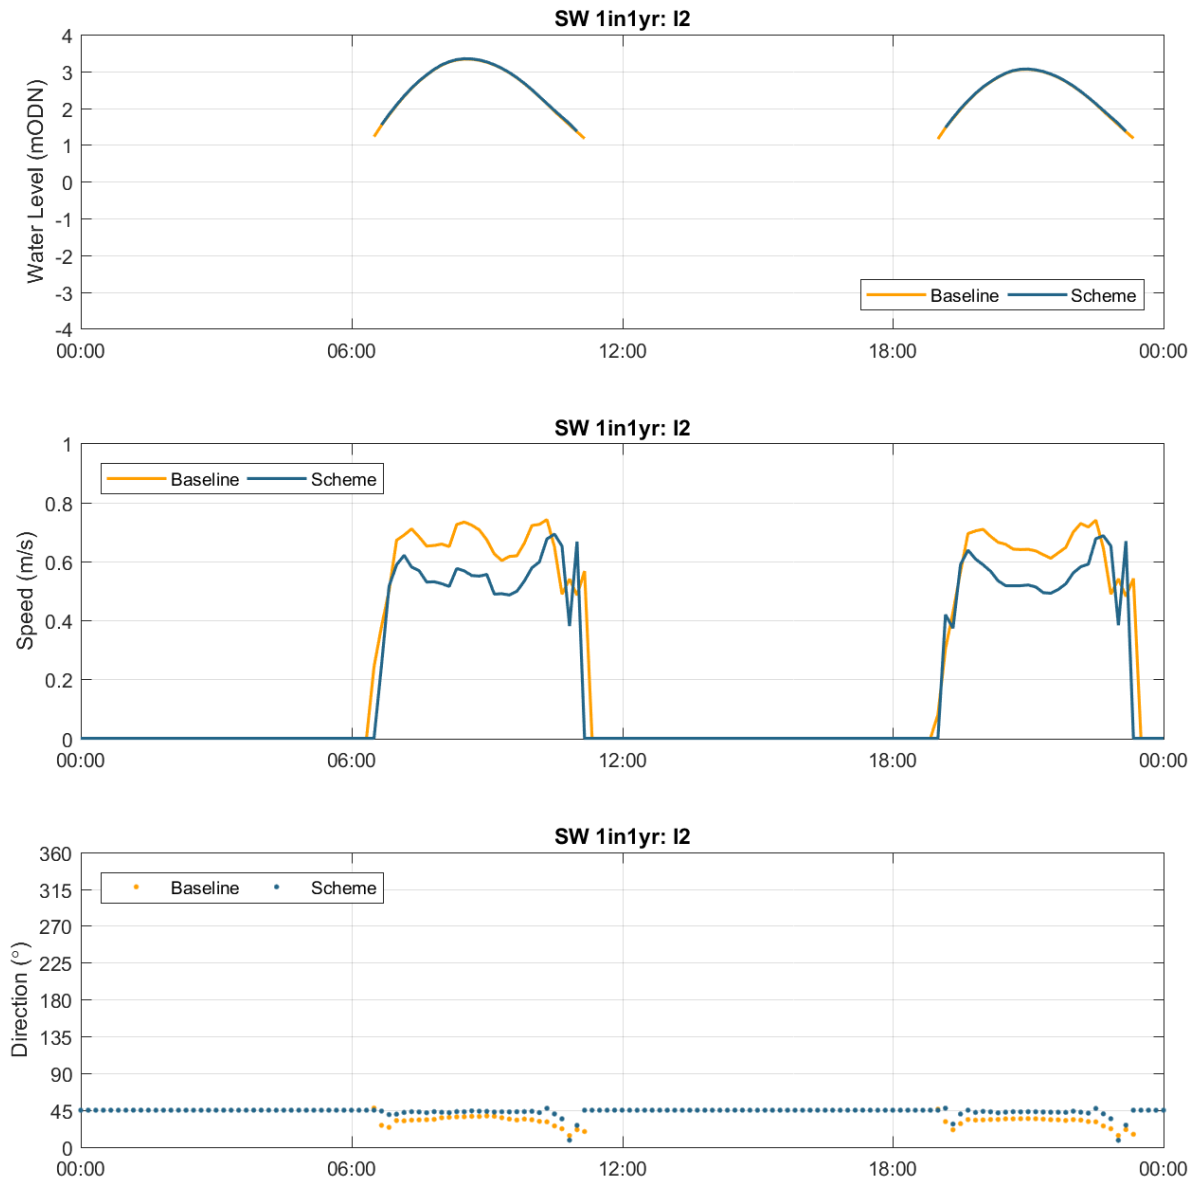 SW 1in1yr: I2
4
3
2
1
0
-1
-2
-3
-4
Water Level (mODN)
Baseline Scheme
00:00 06:00 12:00 18:00 00:00
SW 1in1yr: I2
1
0.8
0.6
0.4
0.2
0
Speed (m/s)
Baseline Scheme
00:00 06:00 12:00 18:00 00:00
SW 1in1yr: I2
360
315
270
225
180
135
90
45
0
Direction (°)
Baseline Scheme
00:00 06:00 12:00 18:00 00:00